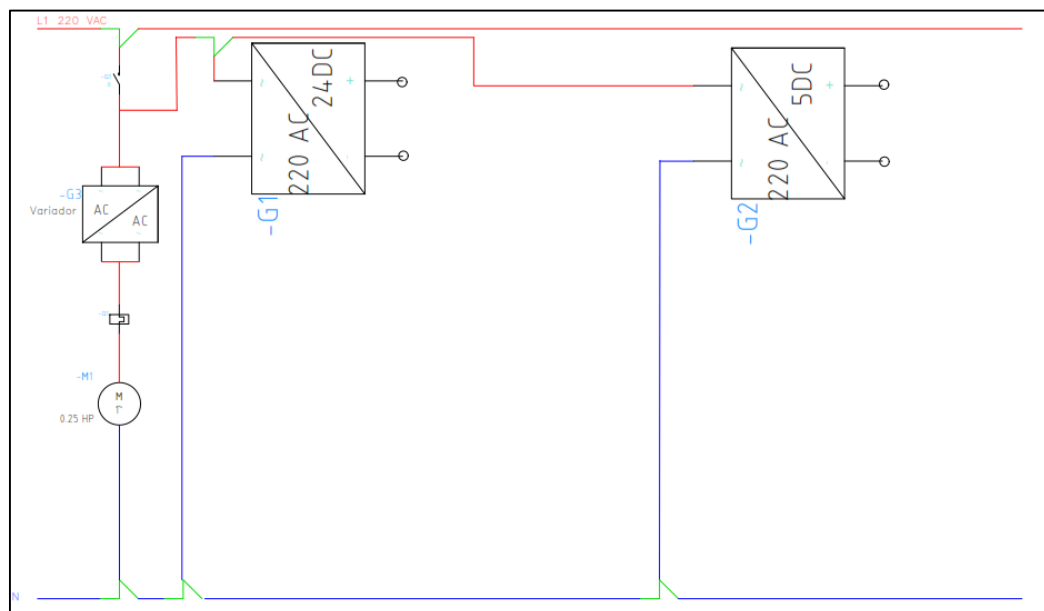 L1 220 VAC
220 AC
24DC
-G1
220 AC
5DC
-G2
-G3
Variador
AC
AC
-M1
M
1~
0.25 HP
N